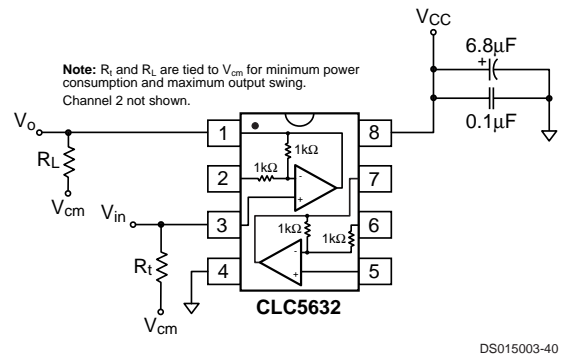 VCC
6.8μF
+
0.1μF
Note: Rt and RL are tied to Vcm for minimum power
consumption and maximum output swing.
Channel 2 not shown.
Vo
RL
Vcm
Vin
Rt
Vcm
1
8
1kΩ
2
1kΩ
-
7
+
3
1kΩ
6
1kΩ
-
4
+
5
CLC5632
DS015003-40